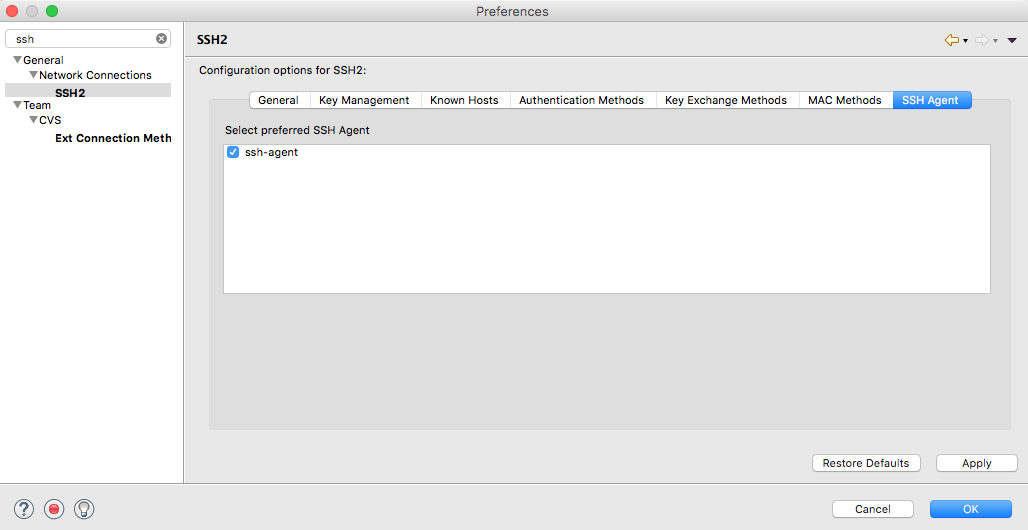 Preferences
ssh
General
Network Connections
SSH2
Team
CVS
Ext Connection Meth
SSH2
Configuration options for SSH2:
General Key Management Known Hosts Authentication Methods Key Exchange Methods MAC Methods SSH Agent
Select preferred SSH Agent
ssh-agent
Restore Defaults Apply
? Cancel OK